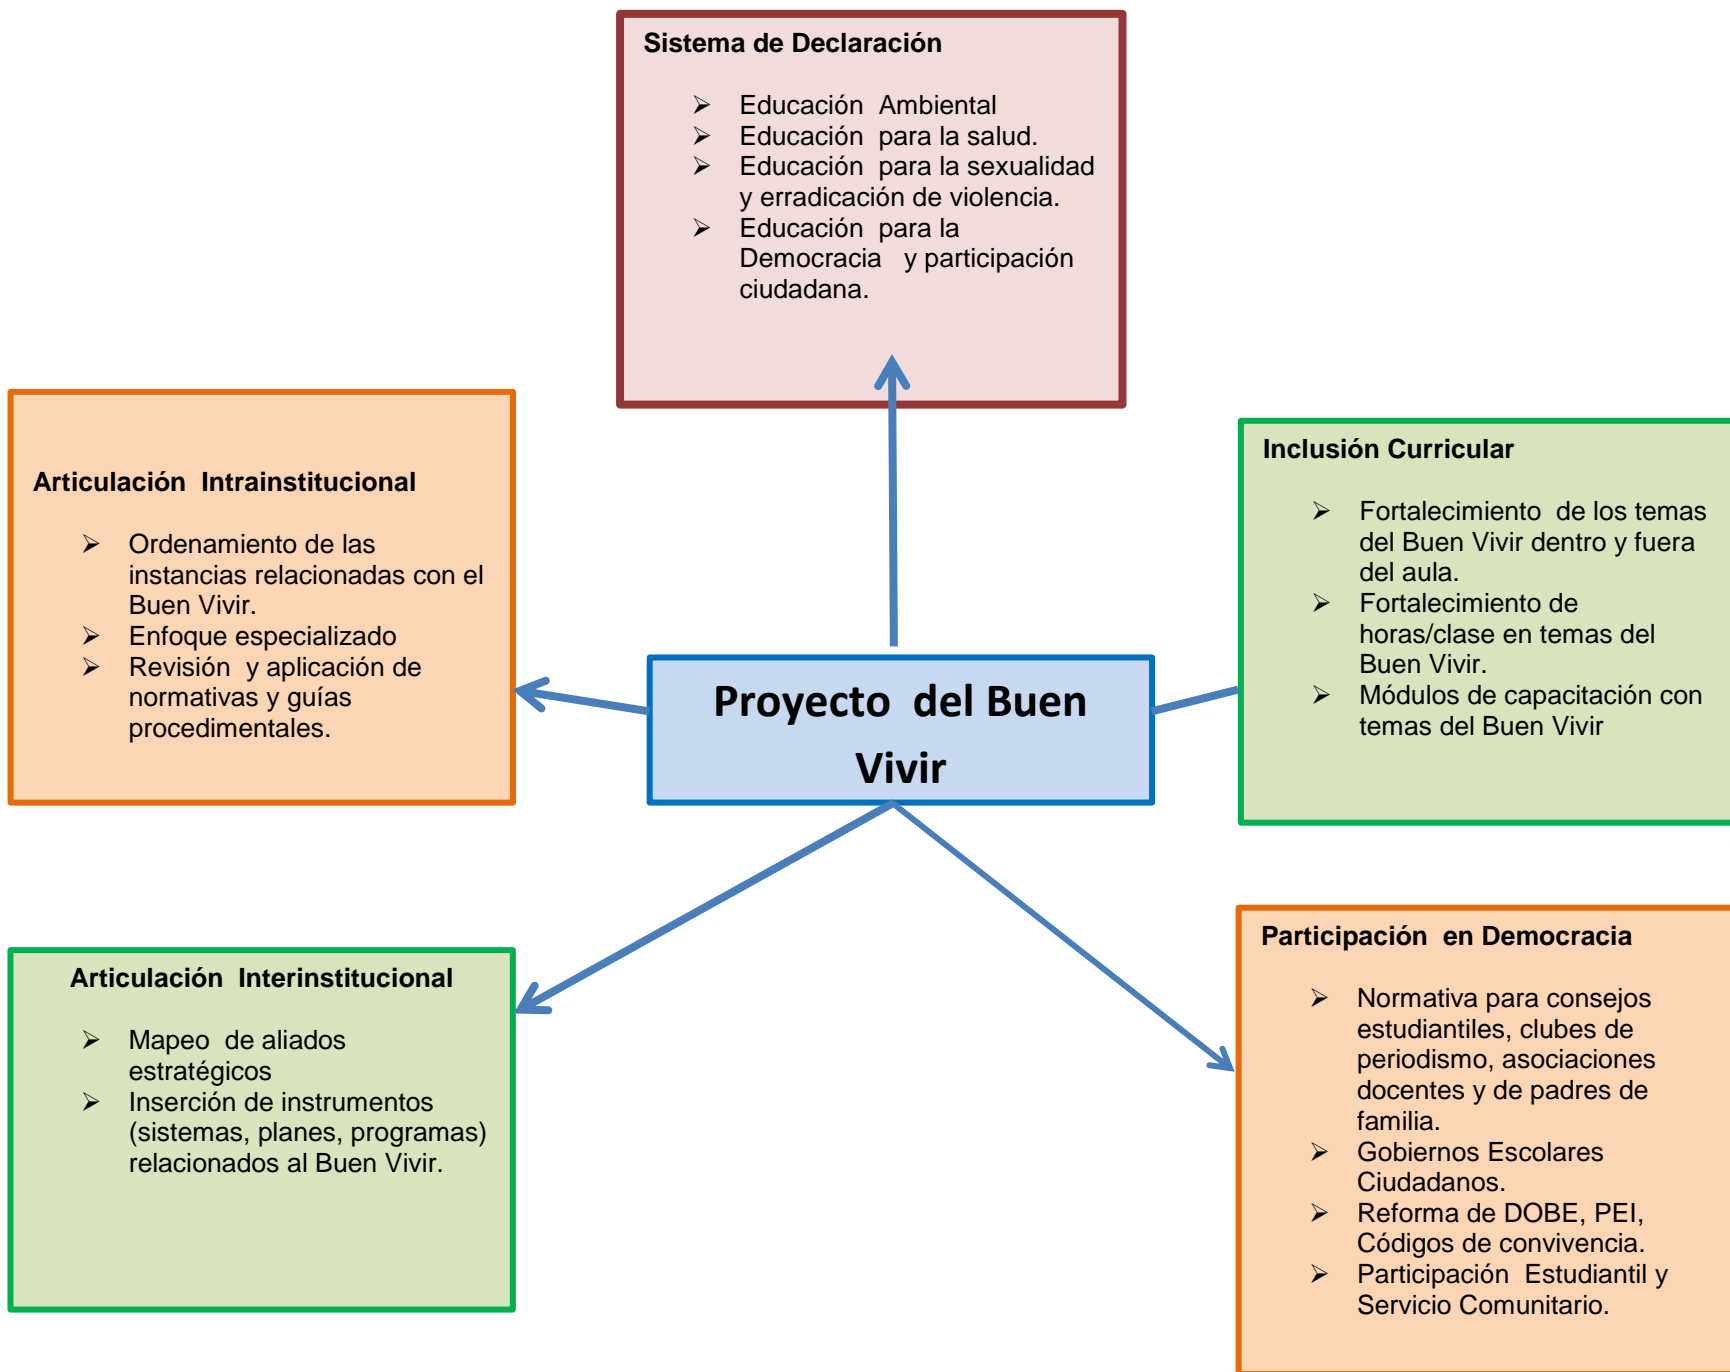 Sistema de Declaración
➢ Educación Ambiental
➢ Educación para la salud.
➢ Educación para la sexualidad
y erradicación de violencia.
➢ Educación para la
Democracia y participación
ciudadana.
Articulación Intrainstitucional
➢ Ordenamiento de las
instancias relacionadas con el
Buen Vivir.
➢ Enfoque especializado
➢ Revisión y aplicación de
normativas y guías
procedimentales.
Inclusión Curricular
➢ Fortalecimiento de los temas
del Buen Vivir dentro y fuera
del aula.
➢ Fortalecimiento de
horas/clase en temas del
Buen Vivir.
➢ Módulos de capacitación con
temas del Buen Vivir
Proyecto del Buen
Vivir
Articulación Interinstitucional
➢ Mapeo de aliados
estratégicos
➢ Inserción de instrumentos
(sistemas, planes, programas)
relacionados al Buen Vivir.
Participación en Democracia
➢ Normativa para consejos
estudiantiles, clubes de
periodismo, asociaciones
docentes y de padres de
familia.
➢ Gobiernos Escolares
Ciudadanos.
➢ Reforma de DOBE, PEI,
Códigos de convivencia.
➢ Participación Estudiantil y
Servicio Comunitario.